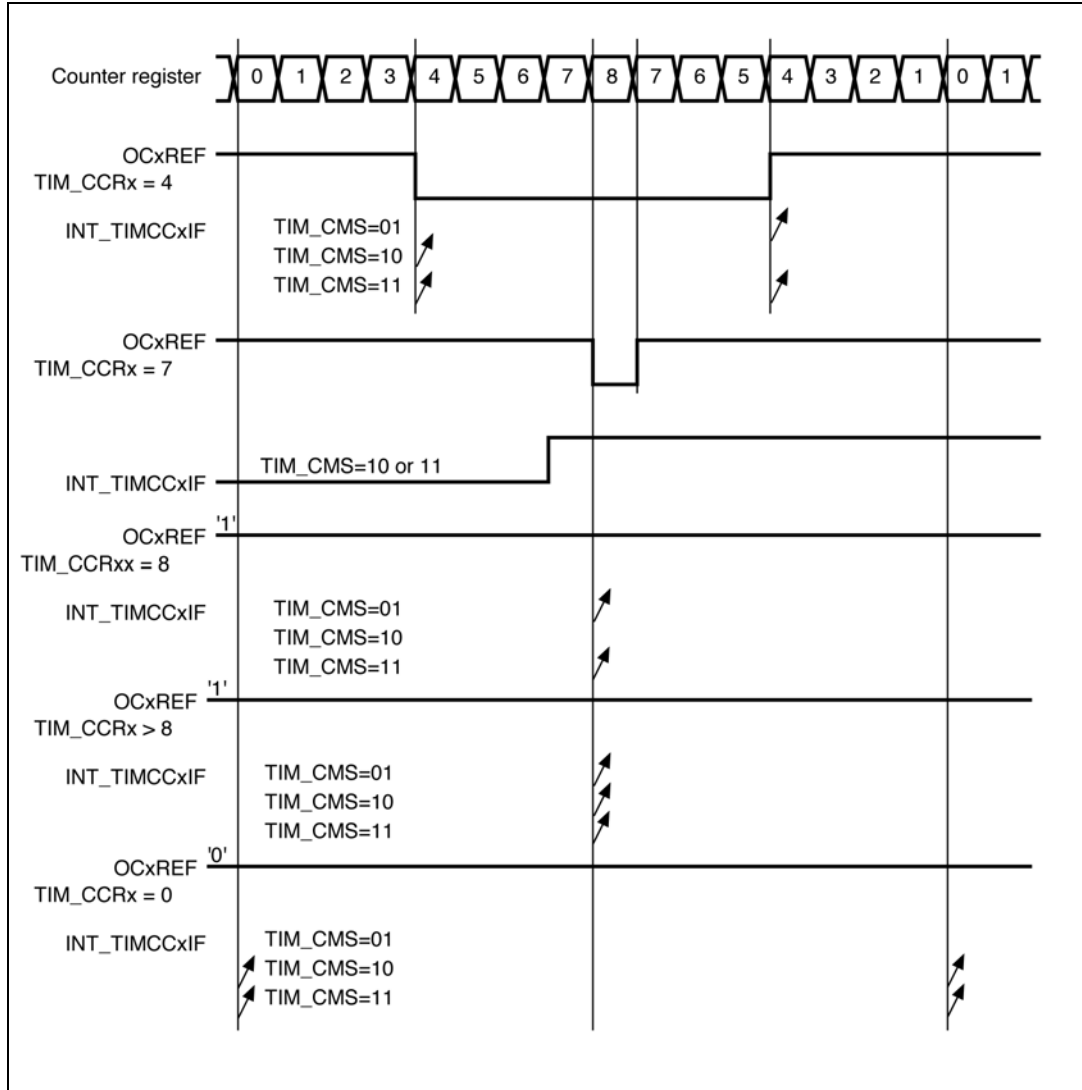 Counter register 0 1 2 3 4 5 6 7 8 7 6 5 4 3 2 1 0 1
OCxREF
TIM_CCRx = 4
INT_TIMCCxIF TIM_CMS=01
TIM_CMS=10
TIM_CMS=11
OCxREF
TIM_CCRx = 7
TIM_CMS=10 or 11
INT_TIMCCxIF
OCxREF '1'
TIM_CCRxx = 8
INT_TIMCCxIF TIM_CMS=01
TIM_CMS=10
TIM_CMS=11
OCxREF '1'
TIM_CCRx > 8
INT_TIMCCxIF TIM_CMS=01
TIM_CMS=10
TIM_CMS=11
OCxREF '0'
TIM_CCRx = 0
INT_TIMCCxIF TIM_CMS=01
TIM_CMS=10
TIM_CMS=11